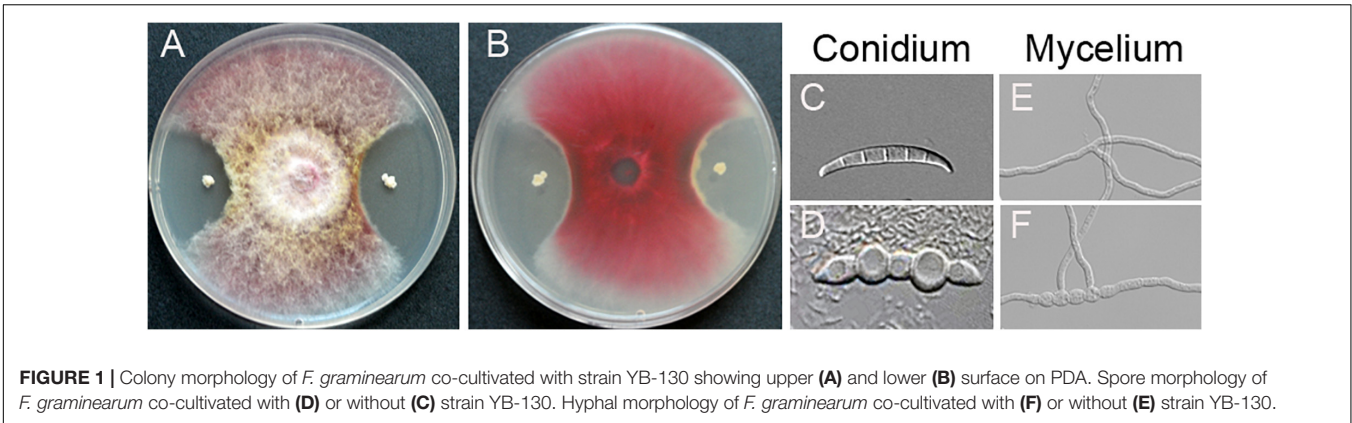 A
B
Conidium
Mycelium
C
E
D
F
FIGURE 1 | Colony morphology of F. graminearum co-cultivated with strain YB-130 showing upper (A) and lower (B) surface on PDA. Spore morphology of
F. graminearum co-cultivated with (D) or without (C) strain YB-130. Hyphal morphology of F. graminearum co-cultivated with (F) or without (E) strain YB-130.